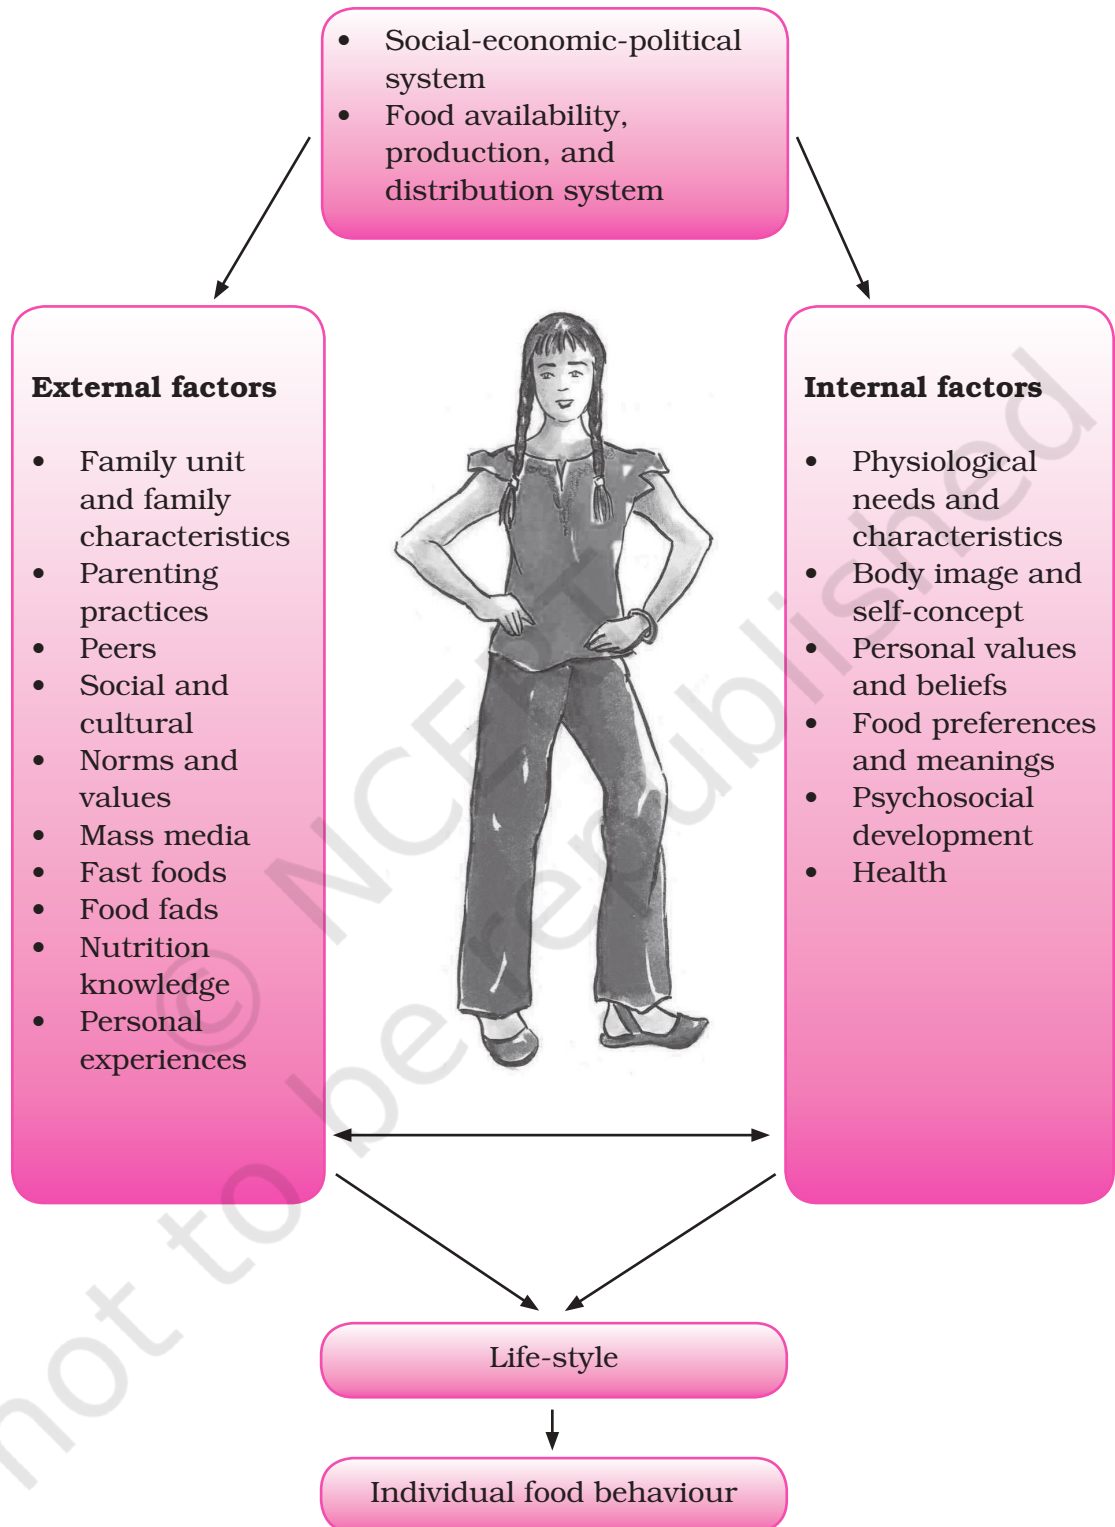 • Social-economic-political
system
• Food availability,
production, and
distribution system
External factors
• Family unit
and family
characteristics
• Parenting
practices
• Peers
• Social and
cultural
• Norms and
values
• Mass media
• Fast foods
• Food fads
• Nutrition
knowledge
• Personal
experiences
Internal factors
• Physiological
needs and
characteristics
• Body image and
self-concept
• Personal values
and beliefs
• Food preferences
and meanings
• Psychosocial
development
• Health
Life-style
Individual food behaviour
© NCERT
not to be republished